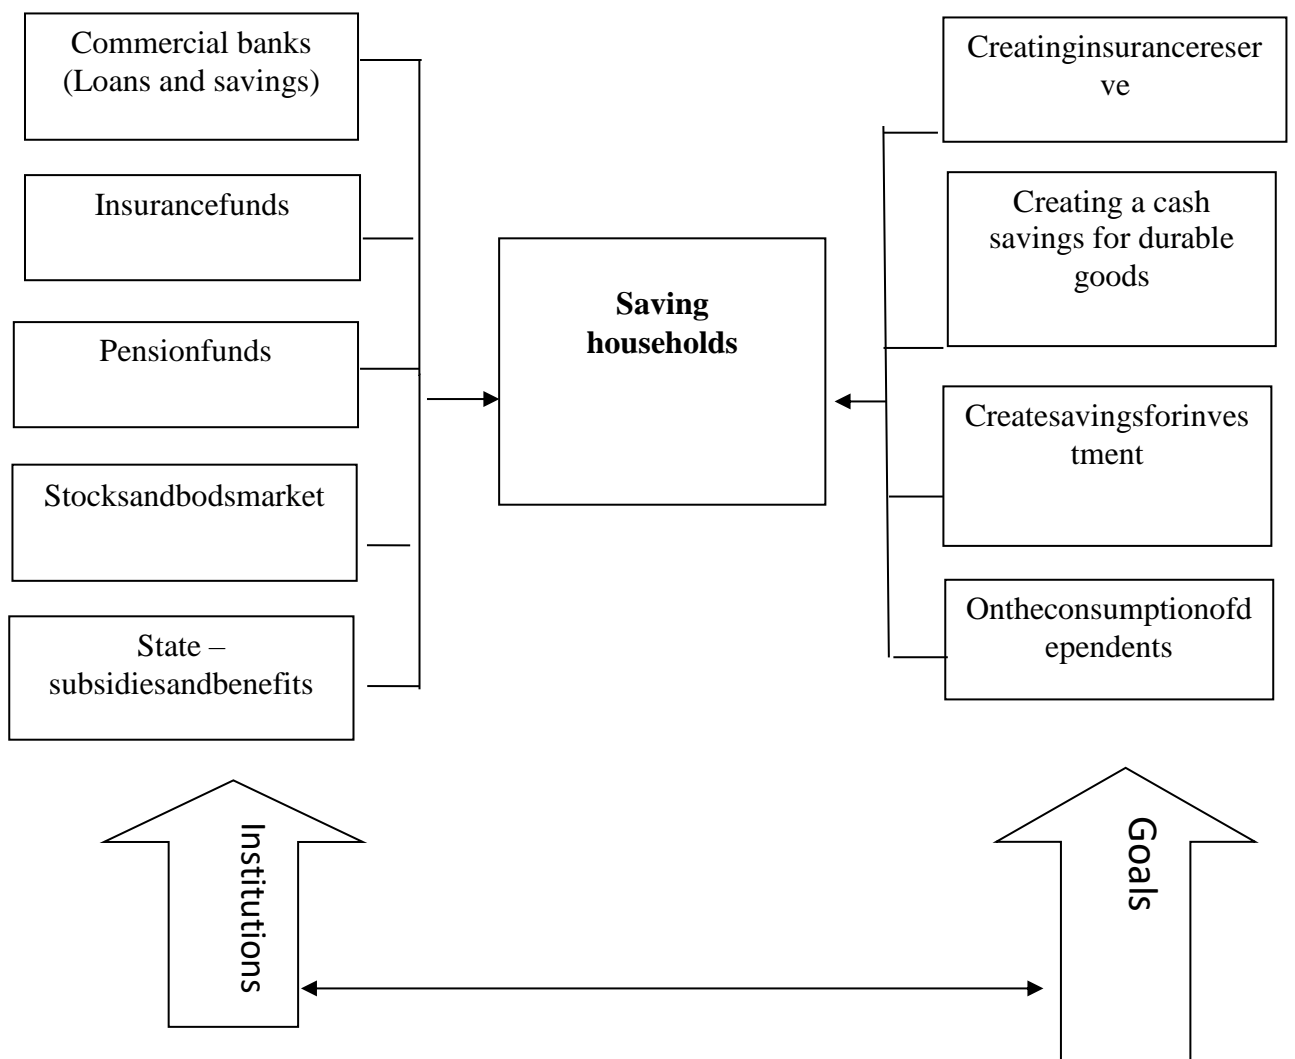 Commercial banks
(Loans and savings)
Insurancefunds
Pensionfunds
Stocksandbodsmarket
State –
subsidiesandbenefits
Saving
households
Creatinginsurancereser
ve
Creating a cash
savings for durable
goods
Createsavingsforinves
tment
Ontheconsumptionofd
ependents
Institutions
Goals